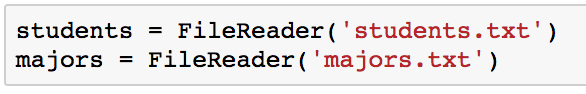 students = FileReader('students.txt')
majors = FileReader('majors.txt')